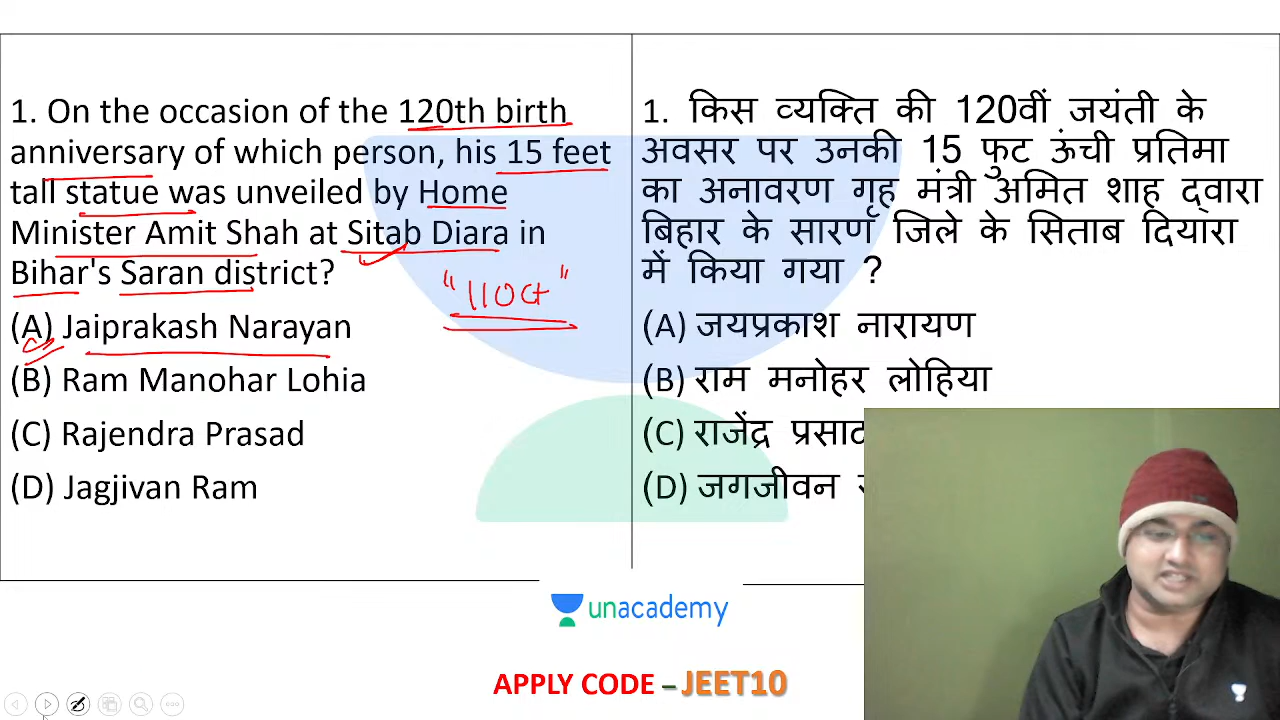 1. On the occasion of the 120th birth
anniversary of which person, his 15 feet
tall statue was unveiled by Home
Minister Amit Shah at Sitab Diara in
Bihar's Saran district?
"11 Oct"
(A) Jaiprakash Narayan
(B) Ram Manohar Lohia
(C) Rajendra Prasad
(D) Jagjivan Ram
1. किस व्यक्ति की 120वीं जयंती के
अवसर पर उनकी 15 फुट ऊंची प्रतिमा
का अनावरण गृह मंत्री अमित शाह द्वारा
बिहार के सारण जिले के सिताब दियारा
में किया गया ?
(A) जयप्रकाश नारायण
(B) राम मनोहर लोहिया
(C) राजेंद्र
(D) जगजीवन
unacademy
APPLY CODE – JEET10